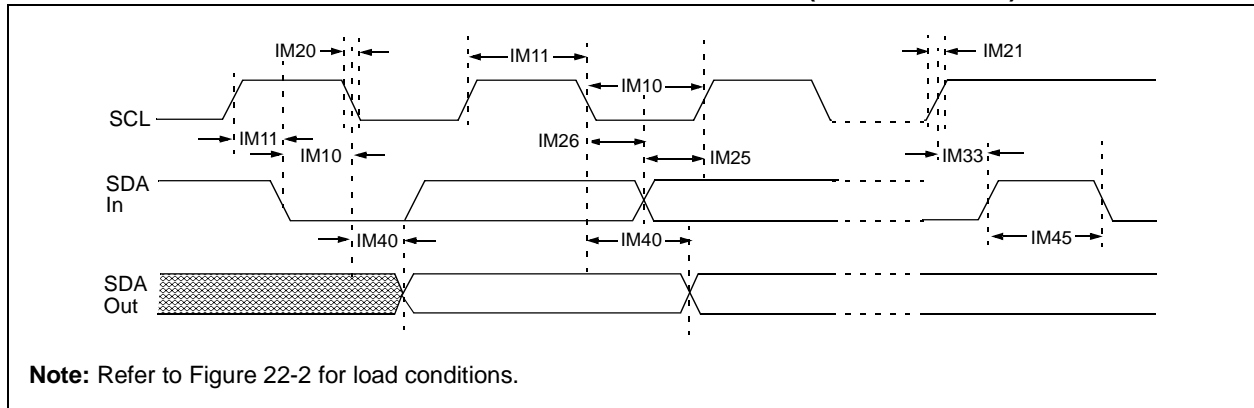 IM20
IM11
IM21
IM10
SCL
IM11
IM26
IM10
IM25
IM33
SDA
In
IM40
IM40
IM45
SDA
Out
Note: Refer to Figure 22-2 for load conditions.